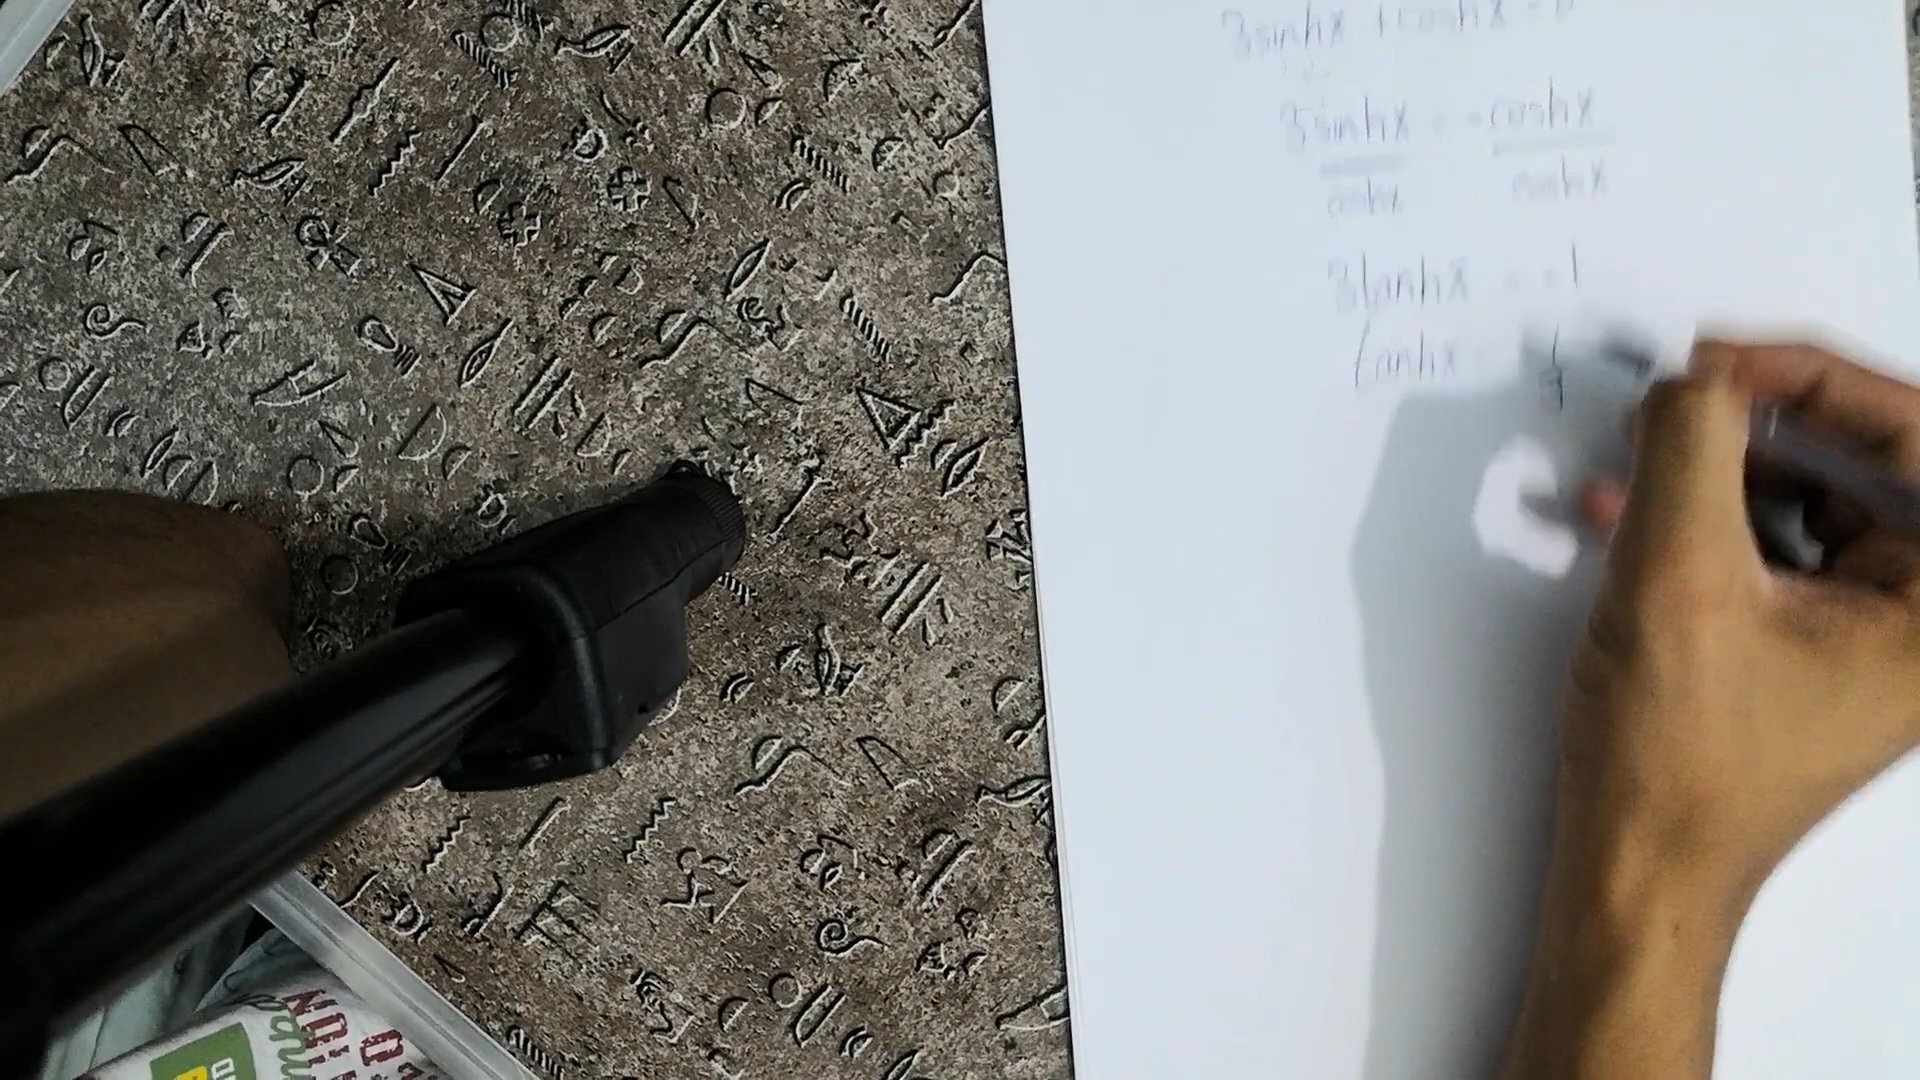 3sinhx + coshx = 0
3sinhx = -coshx
coshx coshx
3tanhx = -1
tanhx = -1
3